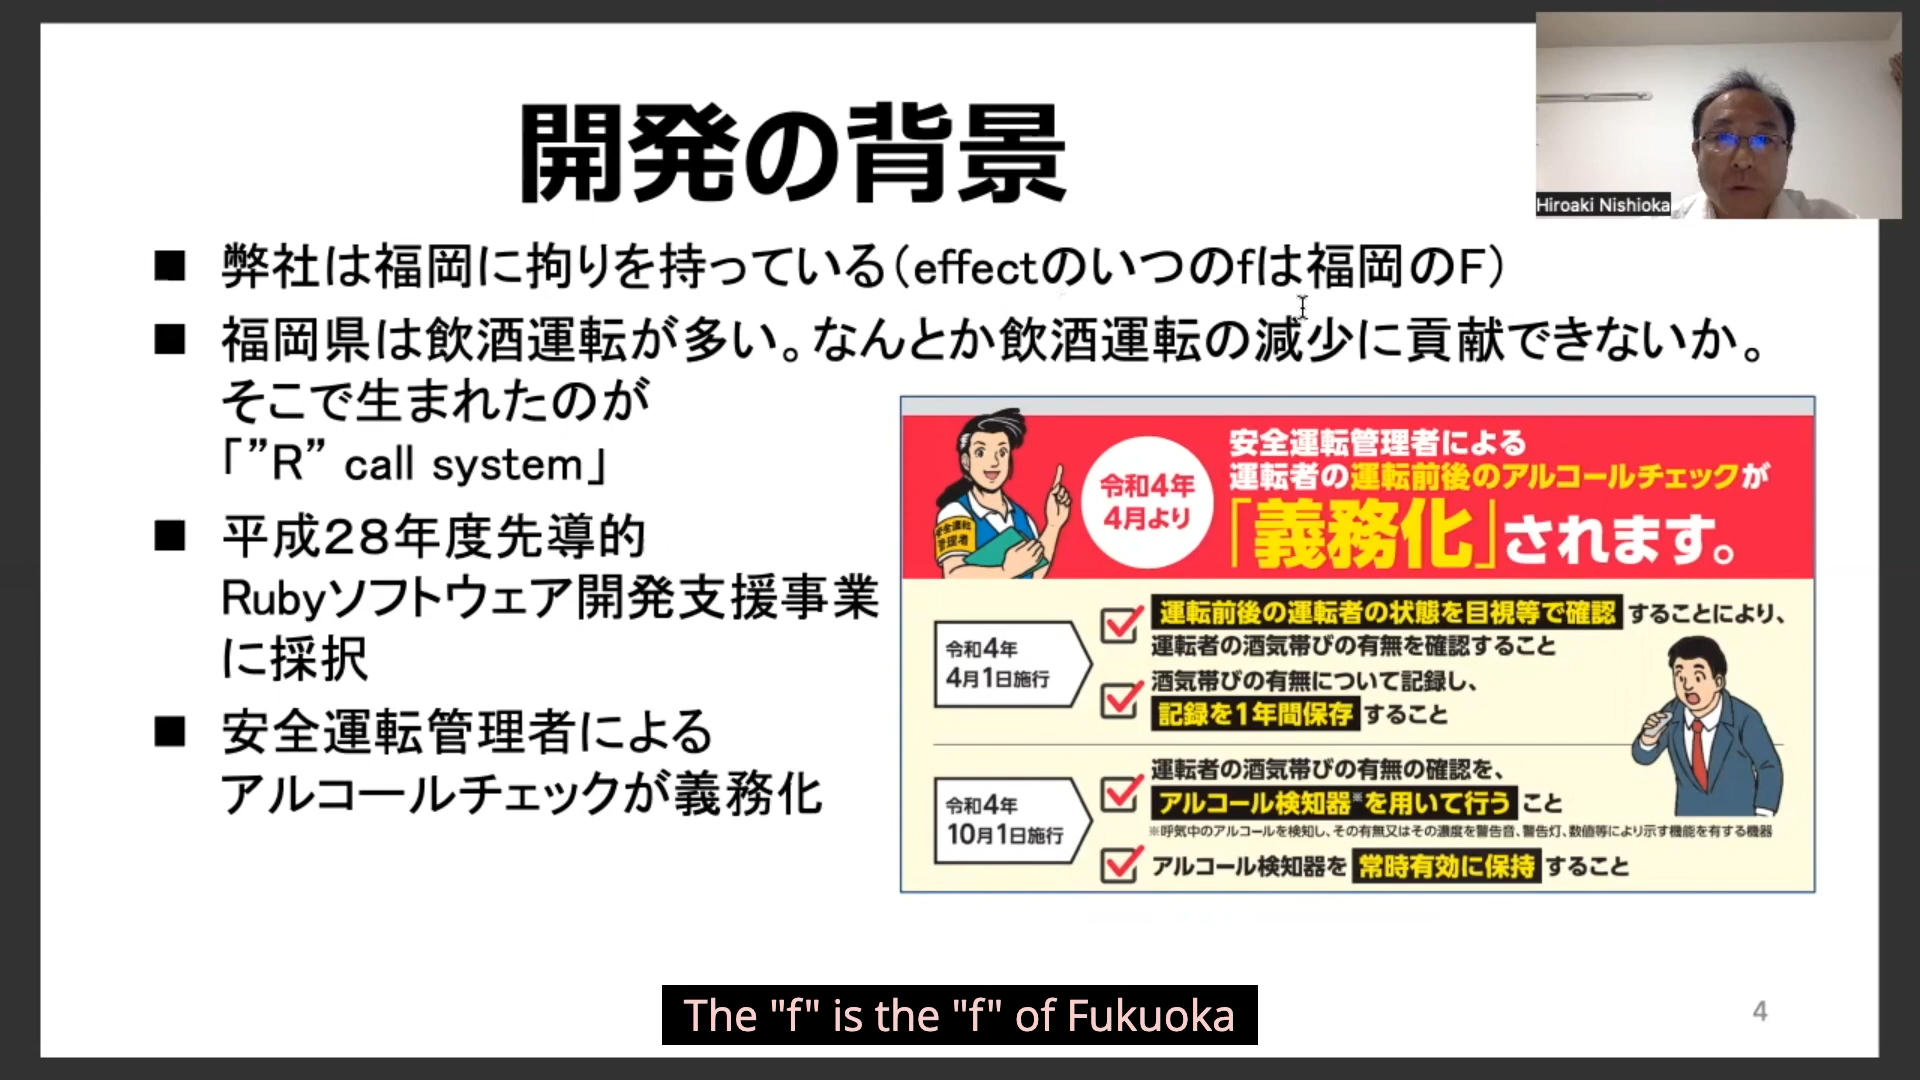 開発の背景
Hiroaki Nishioka
■ 弊社は福岡に拘りを持っている（effectのいつのfは福岡のF）
■ 福岡県は飲酒運転が多い。なんとか飲酒運転の減少に貢献できないか。
そこで生まれたのが
「”R” call system」
■ 平成２８年度先導的
Rubyソフトウェア開発支援事業
に採択
■ 安全運転管理者による
アルコールチェックが義務化
安全運転管理者
令和4年
4月より
安全運転管理者による
運転者の運転前後のアルコールチェックが
「義務化」されます。
令和4年
4月1日施行
運転前後の運転者の状態を目視等で確認することにより、
運転者の酒気帯びの有無を確認すること
酒気帯びの有無について記録し、
記録を1年間保存すること
令和4年
10月1日施行
運転者の酒気帯びの有無の確認を、
アルコール検知器※を用いて行うこと
※呼気中のアルコールを検知し、その有無又はその濃度を警告音、警告灯、数値等により示す機能を有する機器
アルコール検知器を常時有効に保持すること
The "f" is the "f" of Fukuoka
4